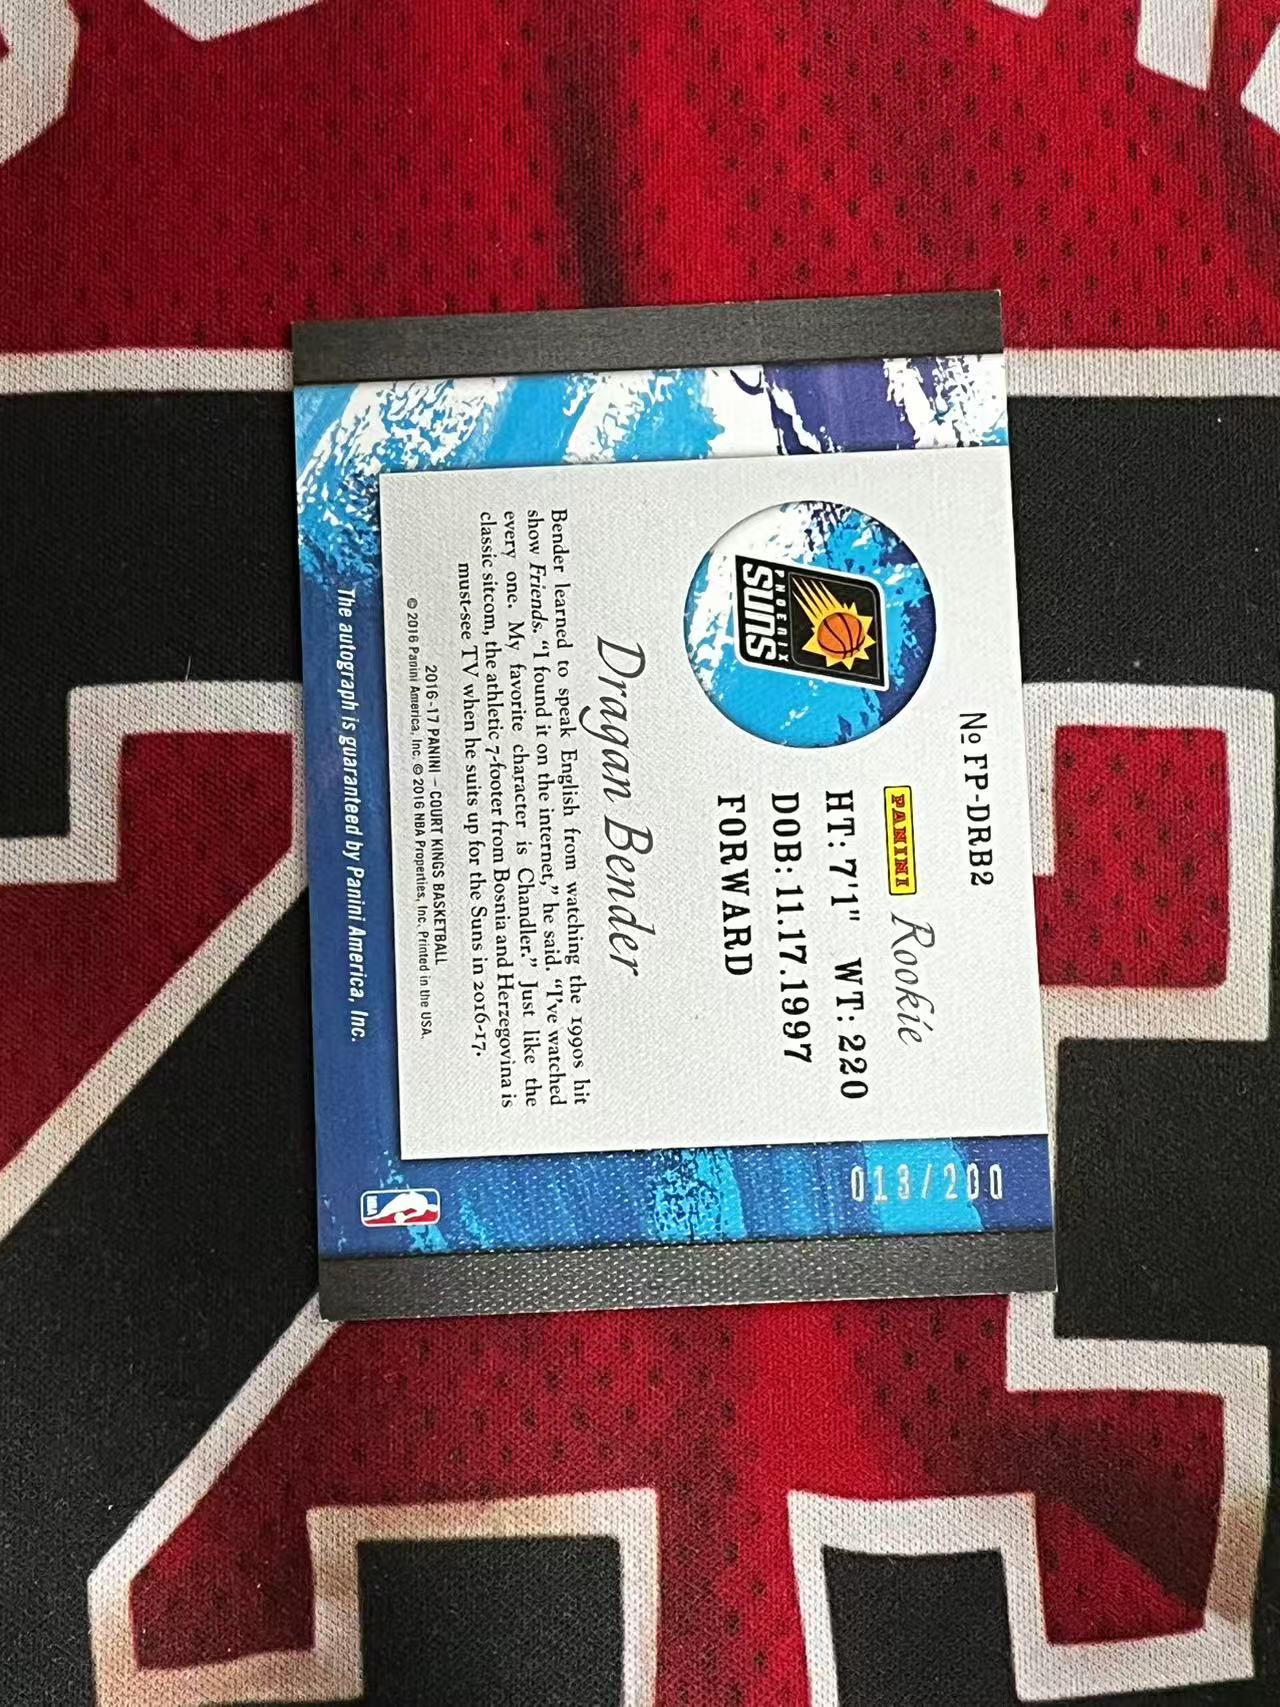 № FP-DRB2
PANINI Rookie
HT: 7'1" WT: 220
DOB: 11.17.1997
FORWARD
PHOENIX
SUNS
013/200
Dragan Bender
Bender learned to speak English from watching the 1990s hit
show Friends. “I found it on the internet,” he said. “I’ve watched
every one. My favorite character is Chandler.” Just like the
classic sitcom, the athletic 7-footer from Bosnia and Herzegovina is
must-see TV when he suits up for the Suns in 2016-17.
2016-17 PANINI – COURT KINGS BASKETBALL
© 2016 Panini America, Inc. © 2016 NBA Properties, Inc. Printed in the USA.
The autograph is guaranteed by Panini America, Inc.
NBA